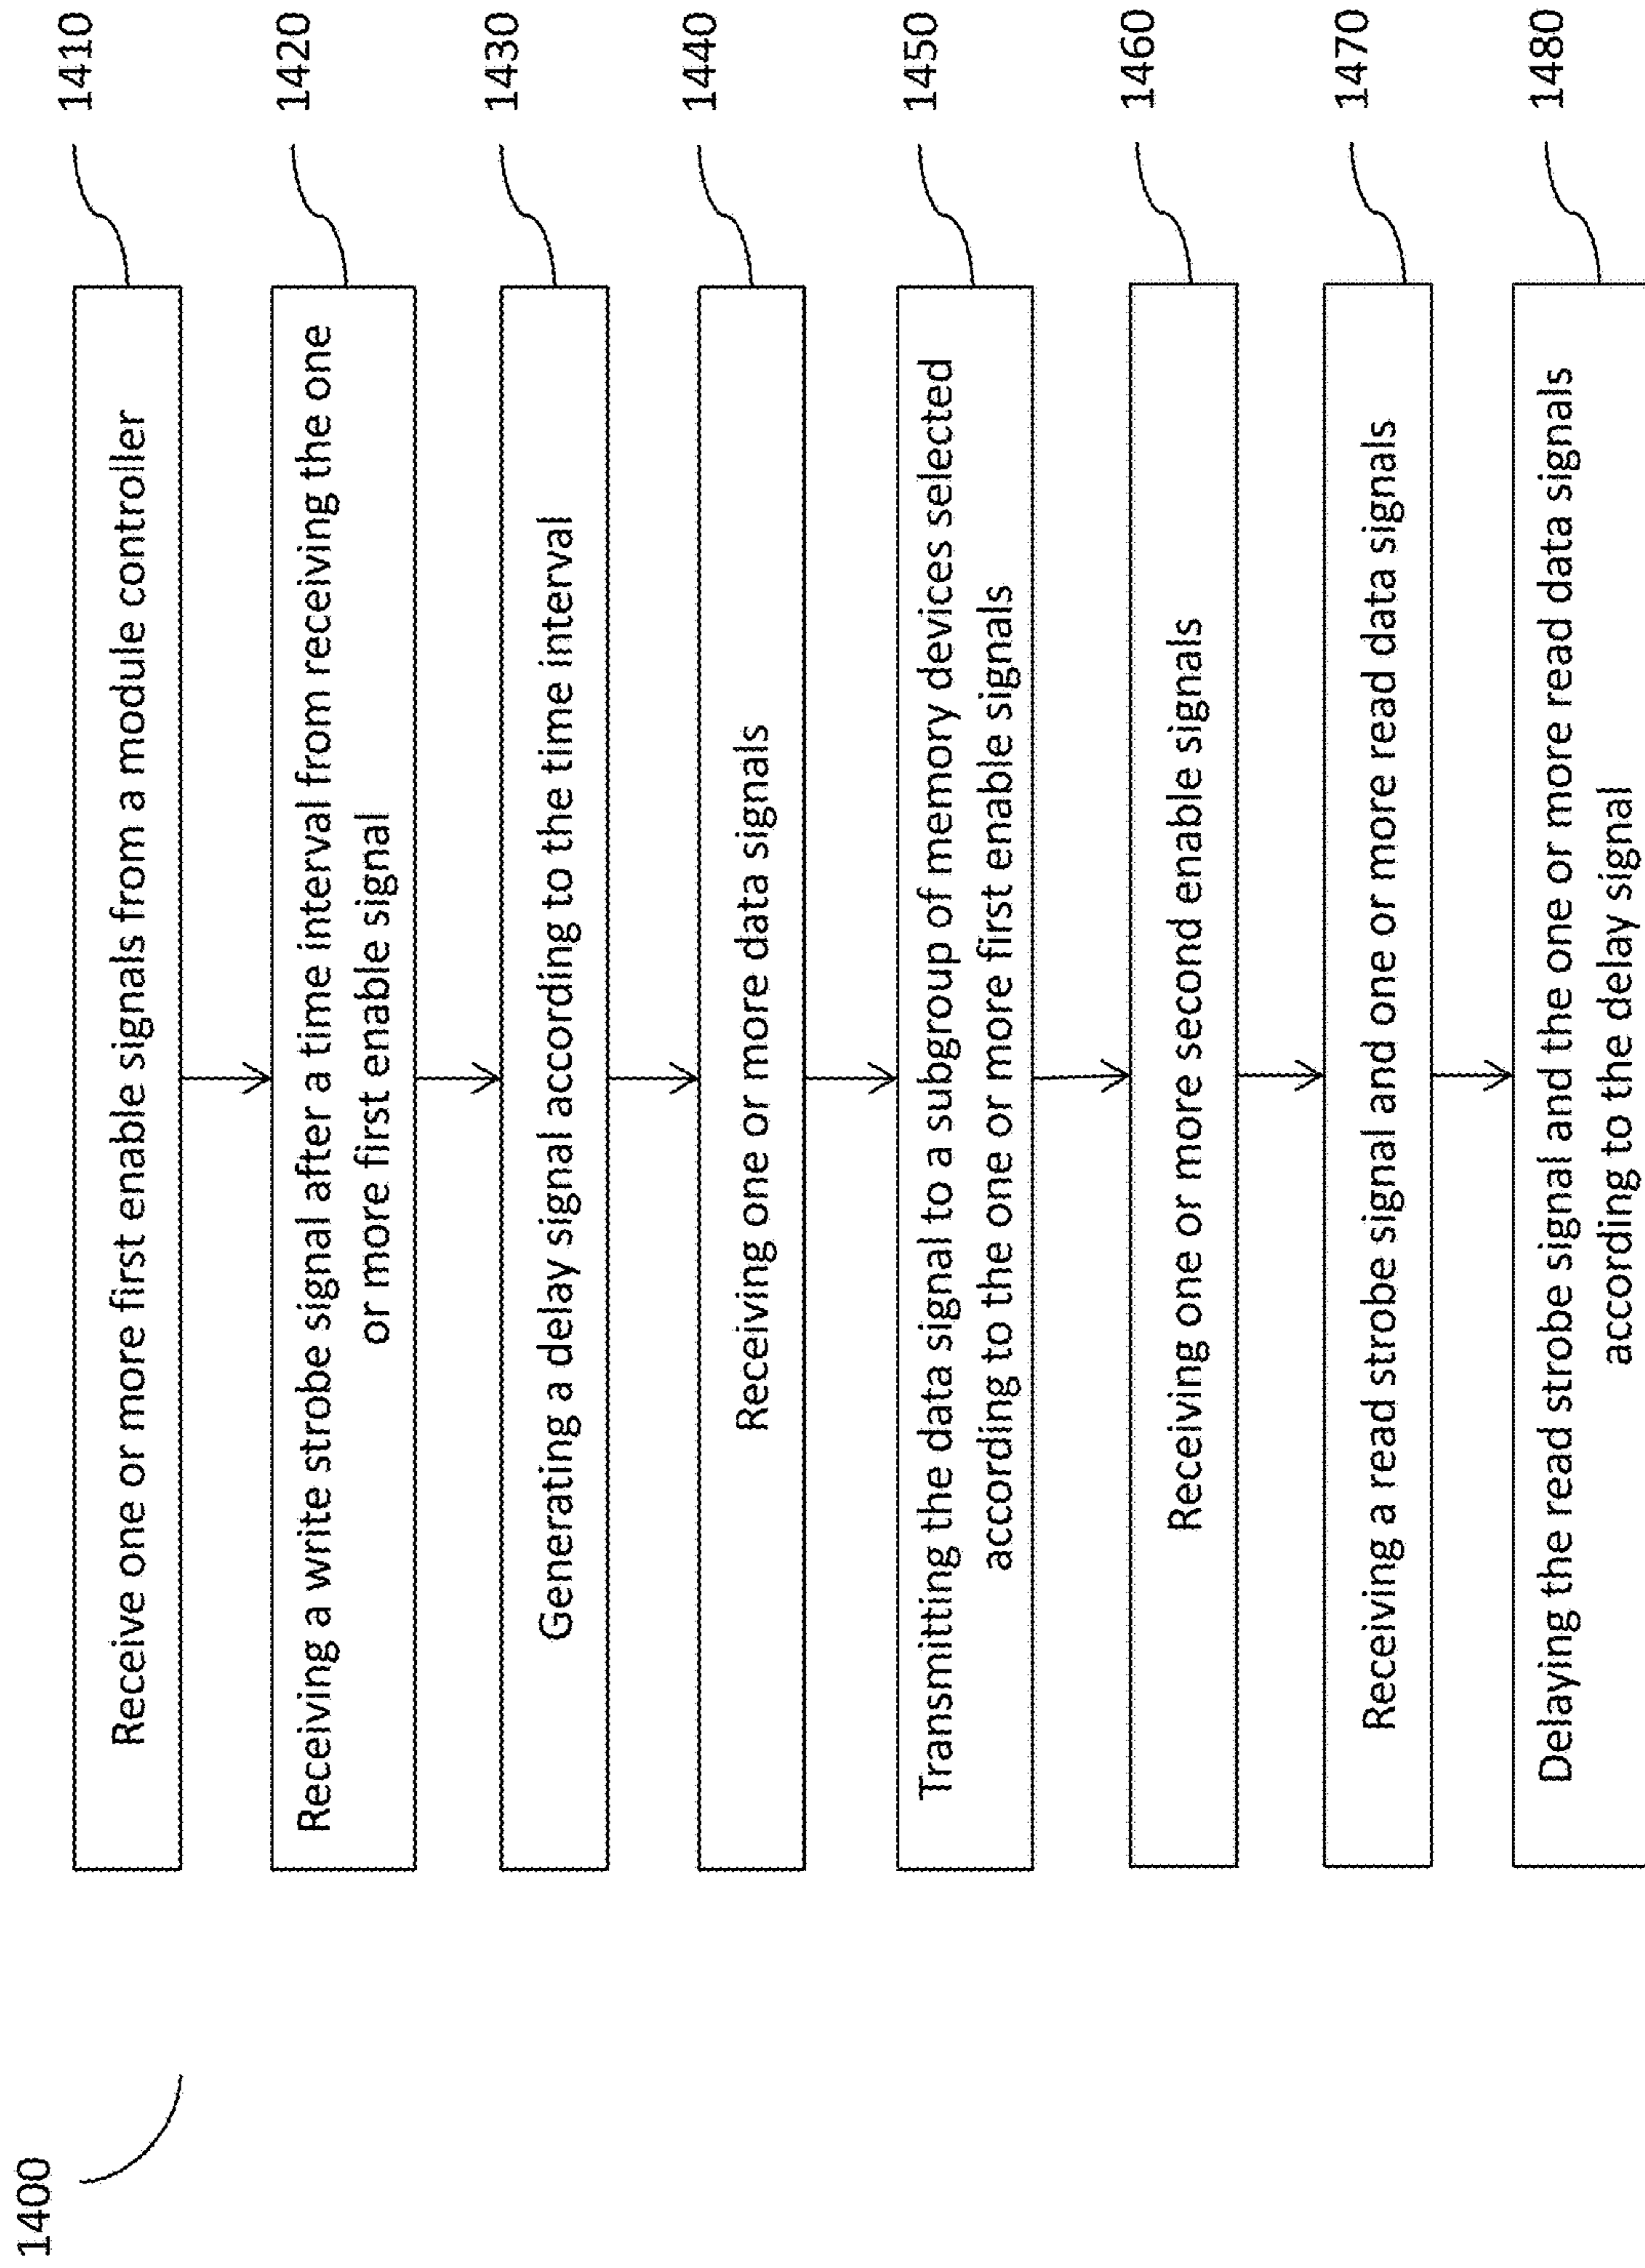 1400
Receive one or more first enable signals from a module controller
1410
Receiving a write strobe signal after a time interval from receiving the one
or more first enable signal
1420
Generating a delay signal according to the time interval
1430
Receiving one or more data signals
1440
Transmitting the data signal to a subgroup of memory devices selected
according to the one or more first enable signals
1450
Receiving one or more second enable signals
1460
Receiving a read strobe signal and one or more read data signals
1470
Delaying the read strobe signal and the one or more read data signals
according to the delay signal
1480